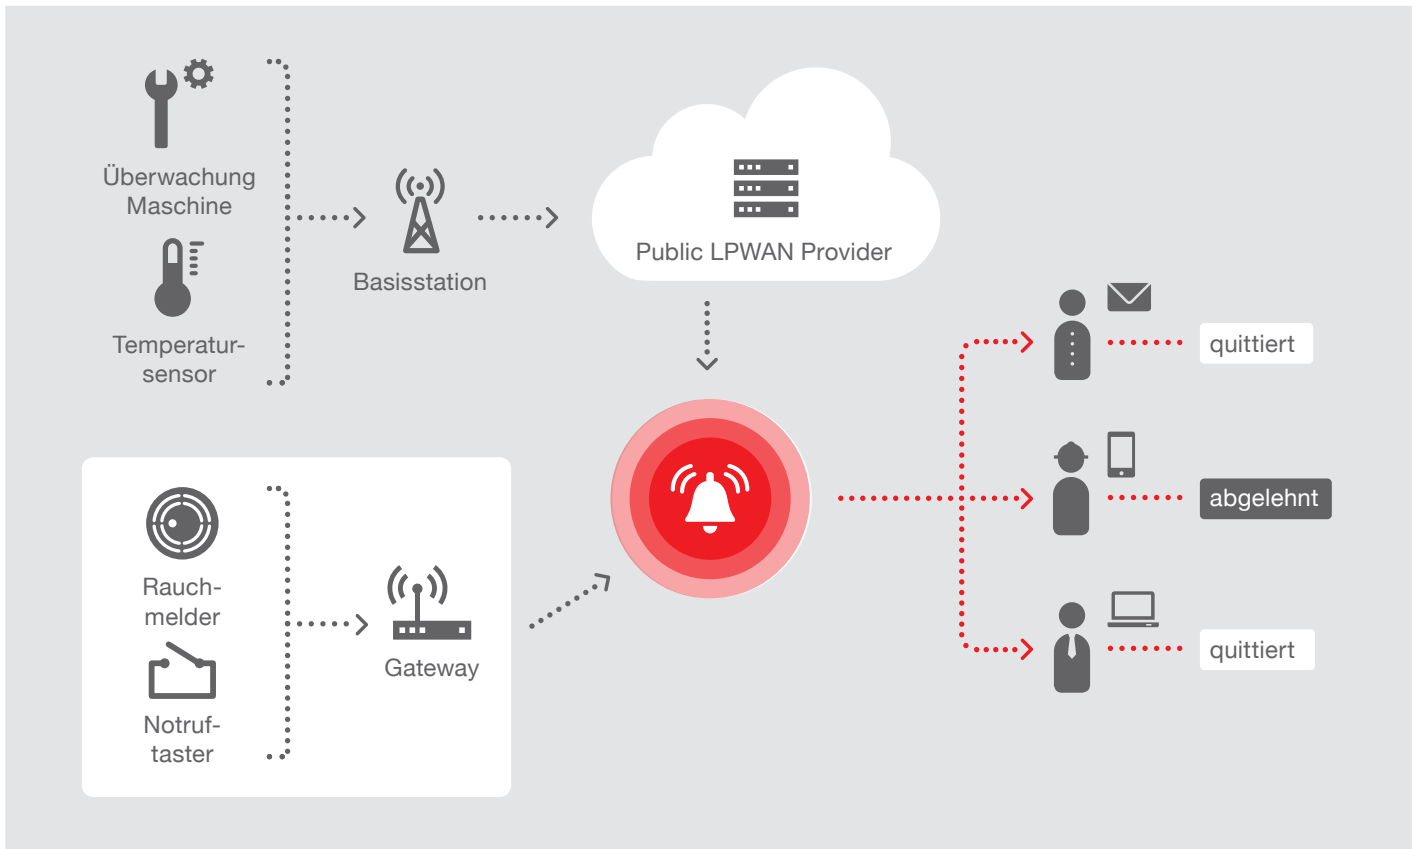 Überwachung
Maschine
Temperatur-
sensor
Basisstation
Public LPWAN Provider
Rauch-
melder
Notruf-
taster
Gateway
quittiert
abgelehnt
quittiert